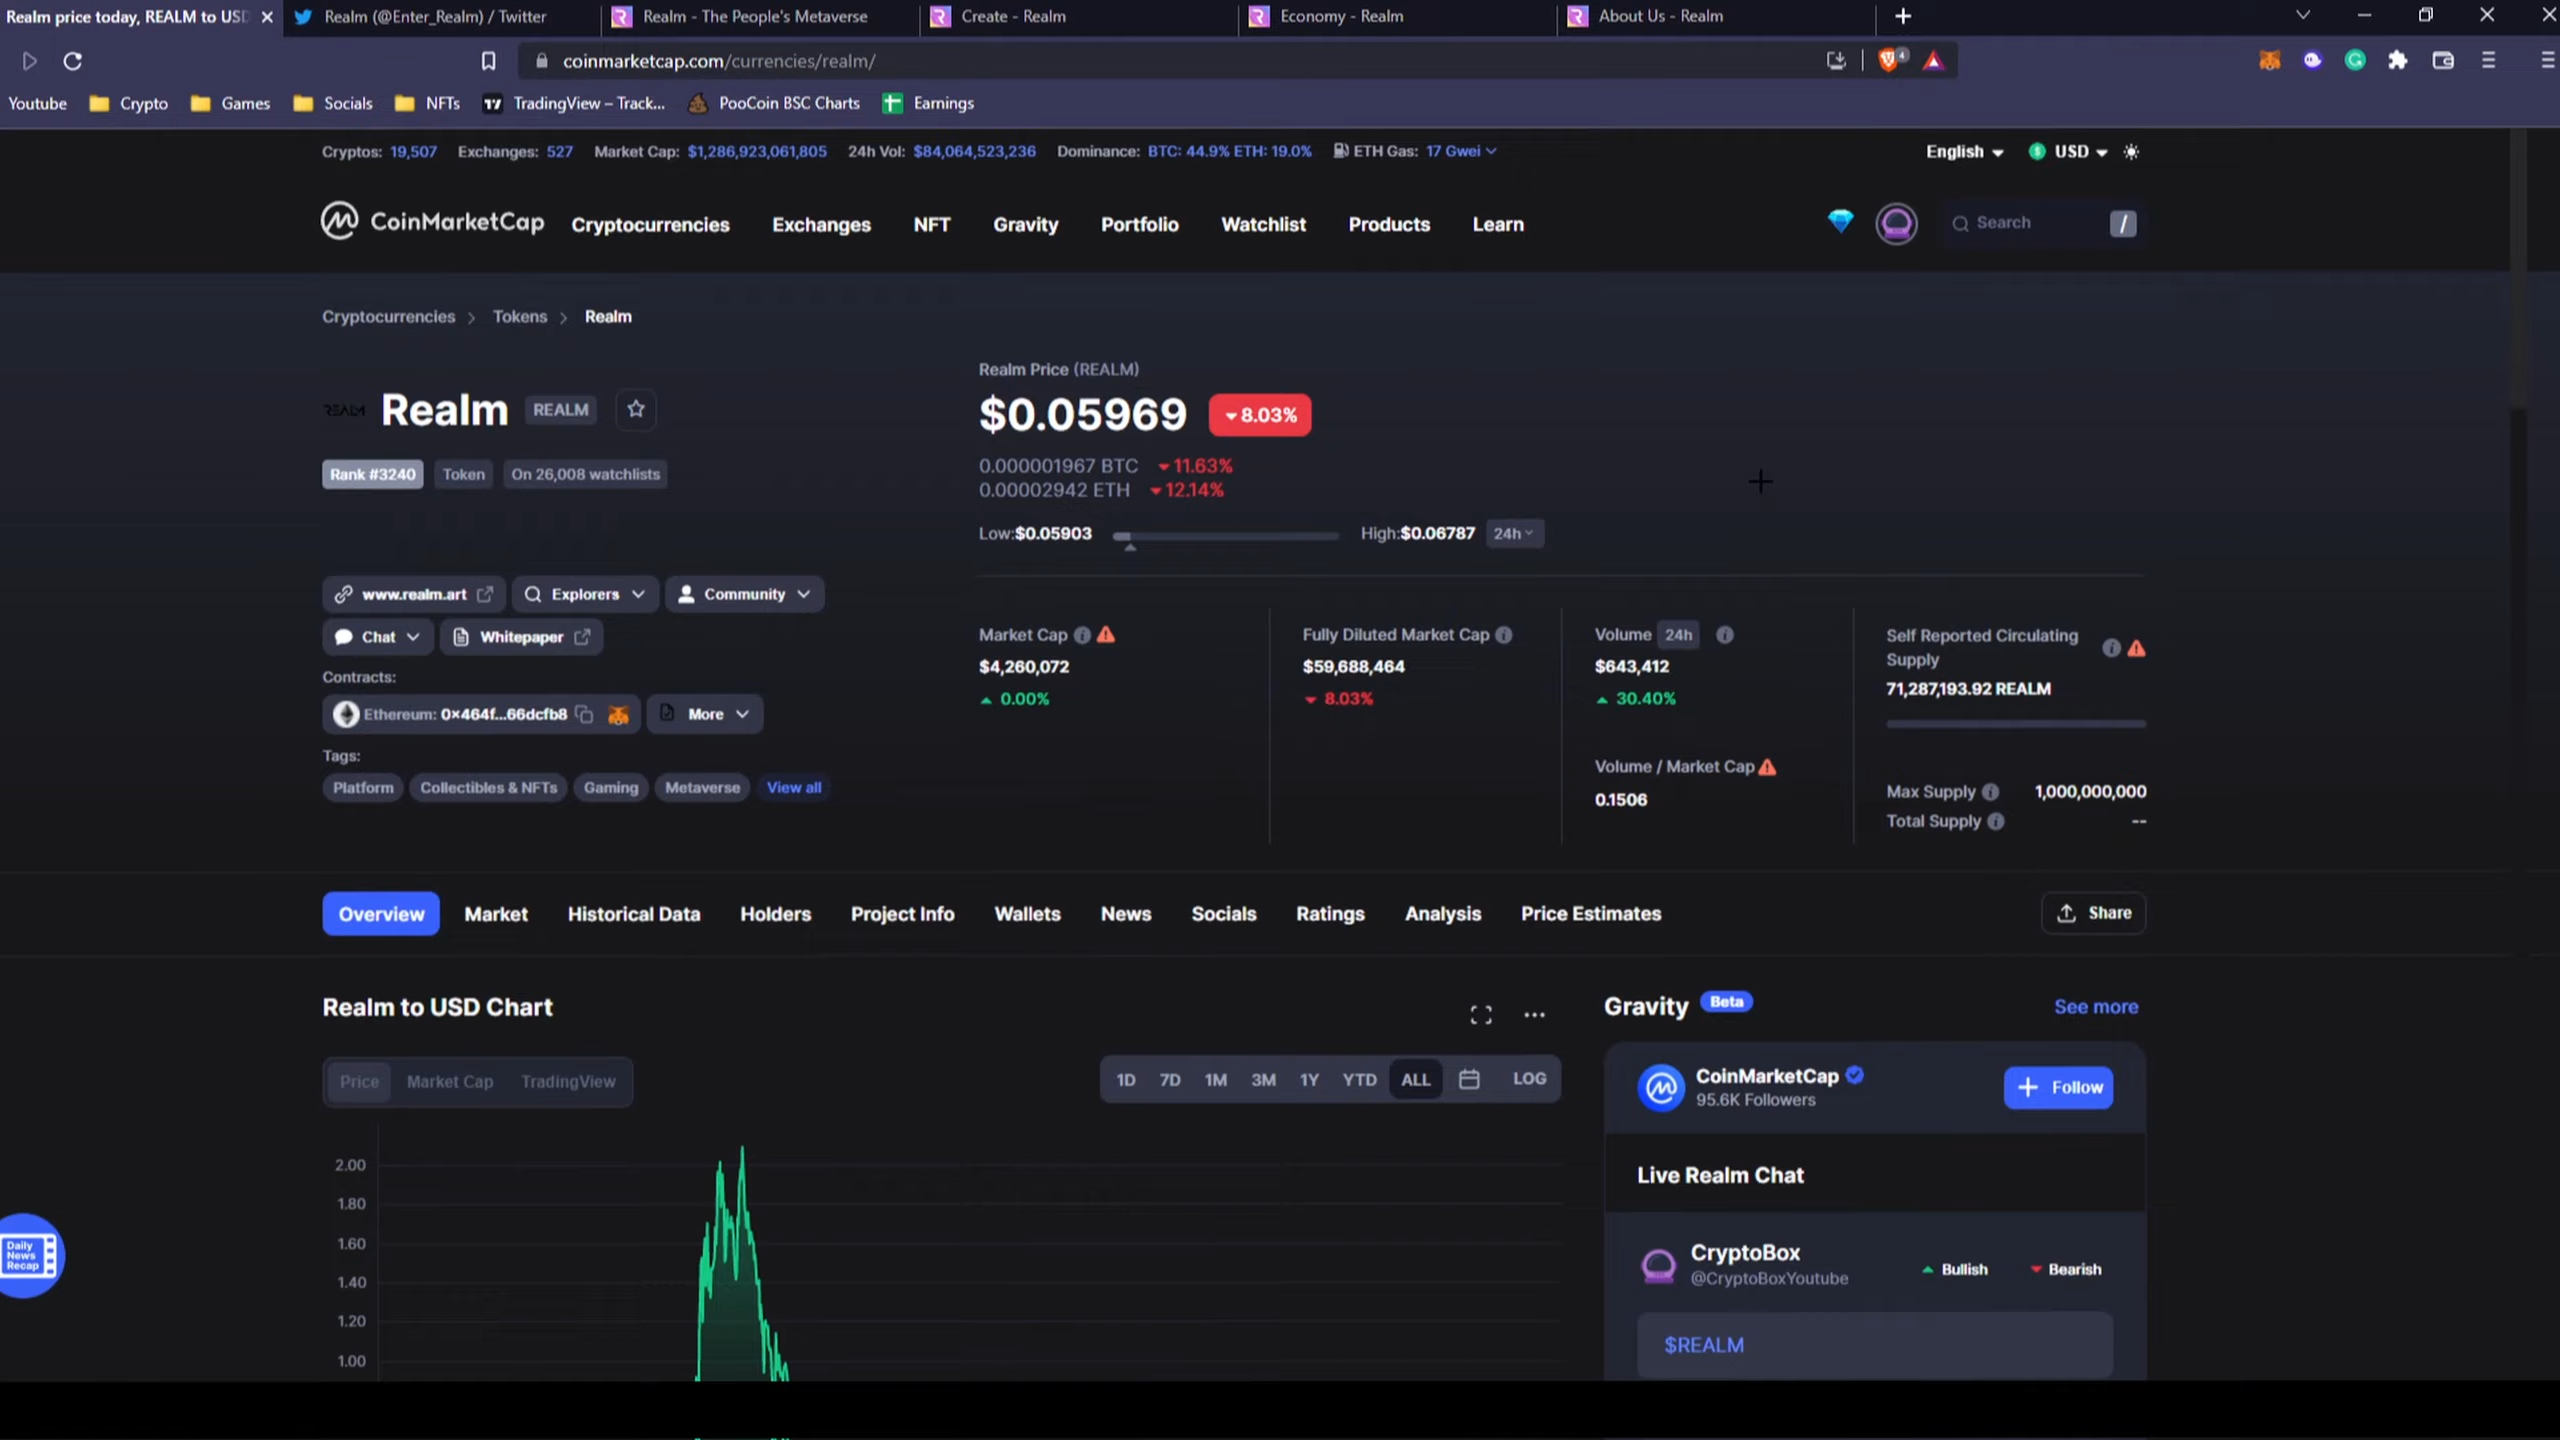 Realm price today, REALM to USD
Realm (@Enter_Realm) / Twitter
Realm - The People's Metaverse
Create - Realm
Economy - Realm
About Us - Realm
coinmarketcap.com/currencies/realm/
4
Youtube
Crypto
Games
Socials
NFTs
TradingView – Track...
PooCoin BSC Charts
Earnings
Cryptos: 19,507 Exchanges: 527 Market Cap: $1,286,923,061,805 24h Vol: $84,064,523,236 Dominance: BTC: 44.9% ETH: 19.0% ETH Gas: 17 Gwei
English USD
CoinMarketCap
Cryptocurrencies Exchanges NFT Gravity Portfolio Watchlist Products Learn
Search /
Cryptocurrencies > Tokens > Realm
REALM
Realm REALM
Rank #3240 Token On 26,008 watchlists
Realm Price (REALM)
$0.05969 8.03%
0.000001967 BTC 11.63%
0.00002942 ETH 12.14%
Low:$0.05903 High:$0.06787 24h
www.realm.art Explorers Community
Chat Whitepaper
Contracts:
Ethereum: 0×464f...66dcfb8 More
Tags:
Platform Collectibles & NFTs Gaming Metaverse View all
Market Cap
$4,260,072
0.00%
Fully Diluted Market Cap
$59,688,464
8.03%
Volume 24h
$643,412
30.40%
Volume / Market Cap
0.1506
Self Reported Circulating
Supply
71,287,193.92 REALM
Max Supply 1,000,000,000
Total Supply --
Overview Market Historical Data Holders Project Info Wallets News Socials Ratings Analysis Price Estimates
Share
Realm to USD Chart
Price Market Cap TradingView
1D 7D 1M 3M 1Y YTD ALL LOG
2.00
1.80
1.60
1.40
1.20
1.00
Daily
News
Recap
Gravity Beta
See more
CoinMarketCap
95.6K Followers
+ Follow
Live Realm Chat
CryptoBox
@CryptoBoxYoutube
Bullish Bearish
$REALM